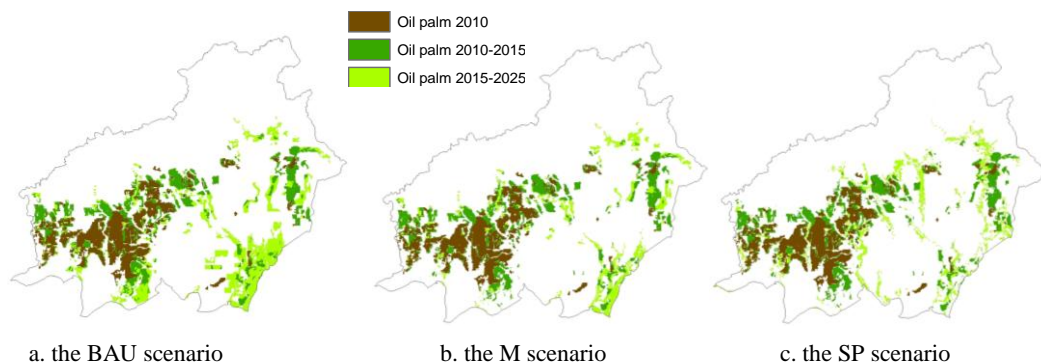 Oil palm 2010
Oil palm 2010-2015
Oil palm 2015-2025
a. the BAU scenario
b. the M scenario
c. the SP scenario